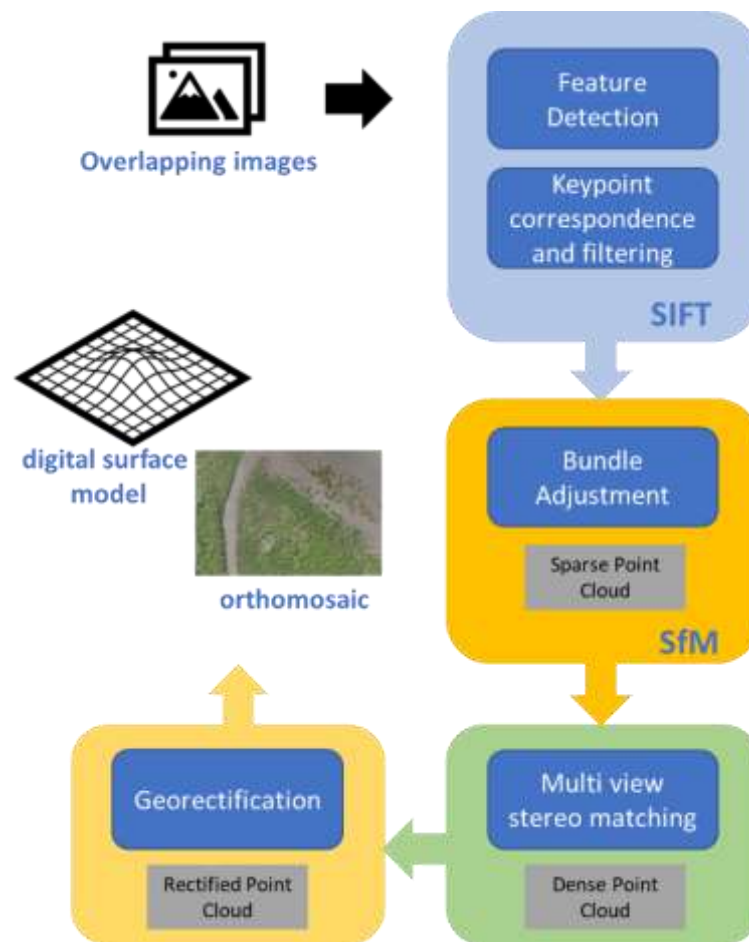 Overlapping images
Feature
Detection
Keypoint
correspondence
and filtering
SIFT
Bundle
Adjustment
Sparse Point
Cloud
SfM
Multi view
stereo matching
Dense Point
Cloud
Georectification
Rectified Point
Cloud
digital surface
model
orthomosaic